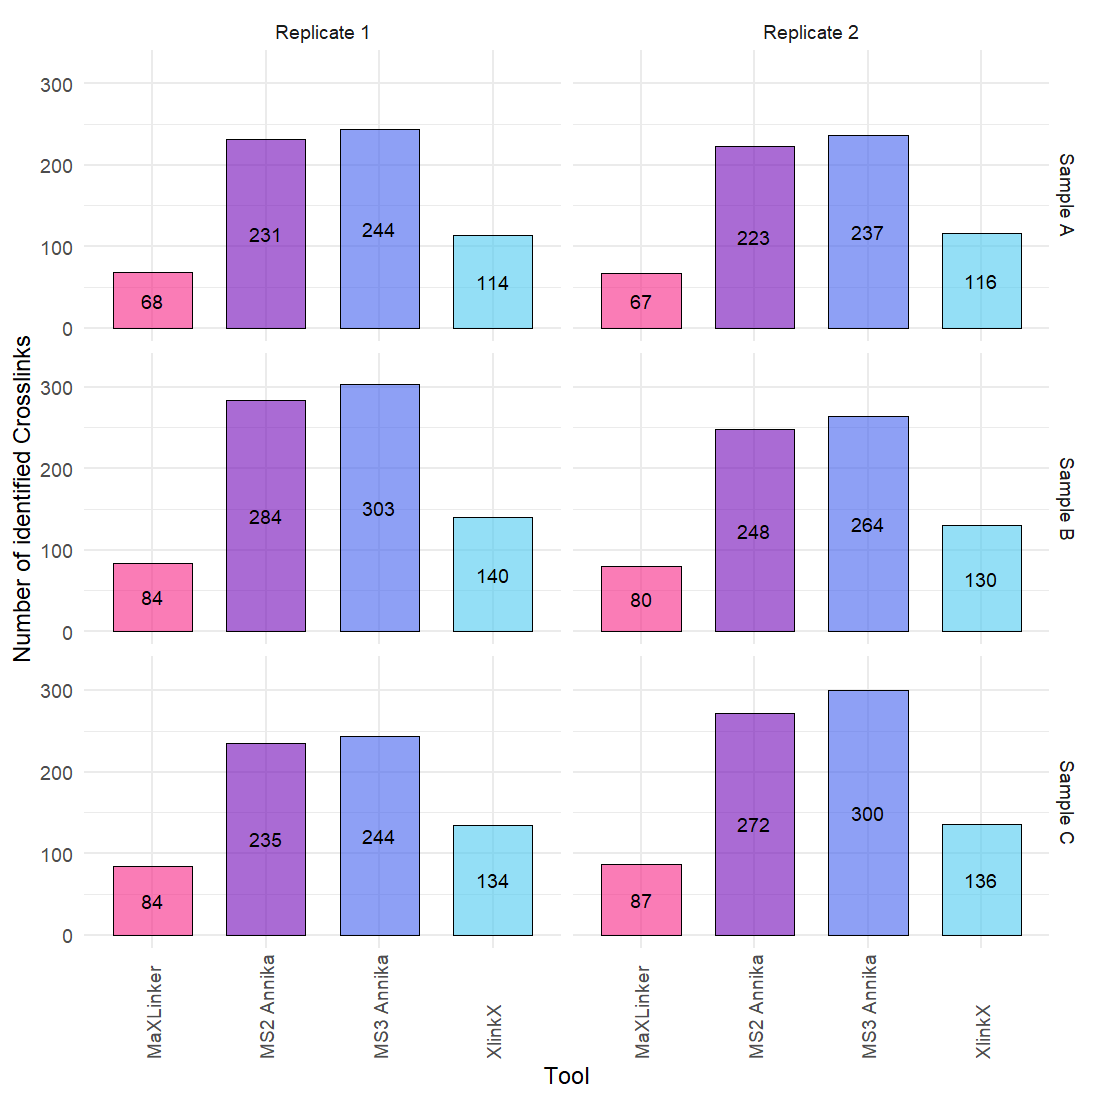 Replicate 1
Replicate 2
Number of identified Crosslinks
300
200
100
0
231
244
114
68
223
237
116
67
Sample A
300
200
100
0
284
303
140
84
248
264
130
80
Sample B
300
200
100
0
235
244
134
84
272
300
136
87
Sample C
MaXLinker
MS2 Annika
MS3 Annika
XlinkX
MaXLinker
MS2 Annika
MS3 Annika
XlinkX
Tool